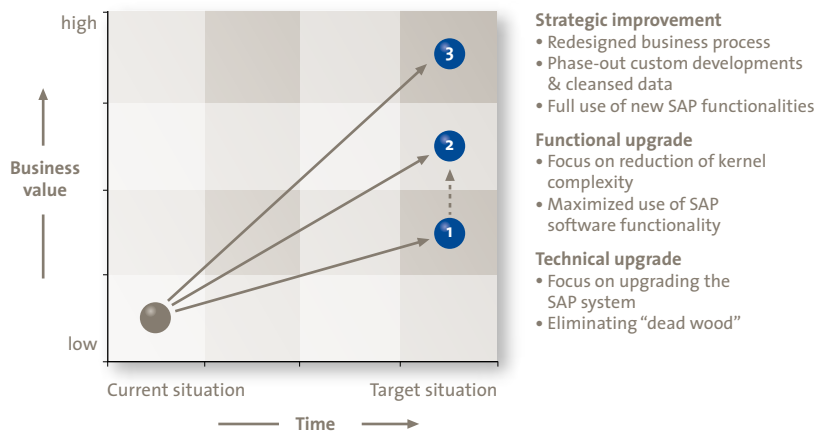 high
Business
value
low
3
2
1
Current situation
Target situation
Time
Strategic improvement
• Redesigned business process
• Phase-out custom developments
& cleansed data
• Full use of new SAP functionalities
Functional upgrade
• Focus on reduction of kernel
complexity
• Maximized use of SAP
software functionality
Technical upgrade
• Focus on upgrading the
SAP system
• Eliminating “dead wood”